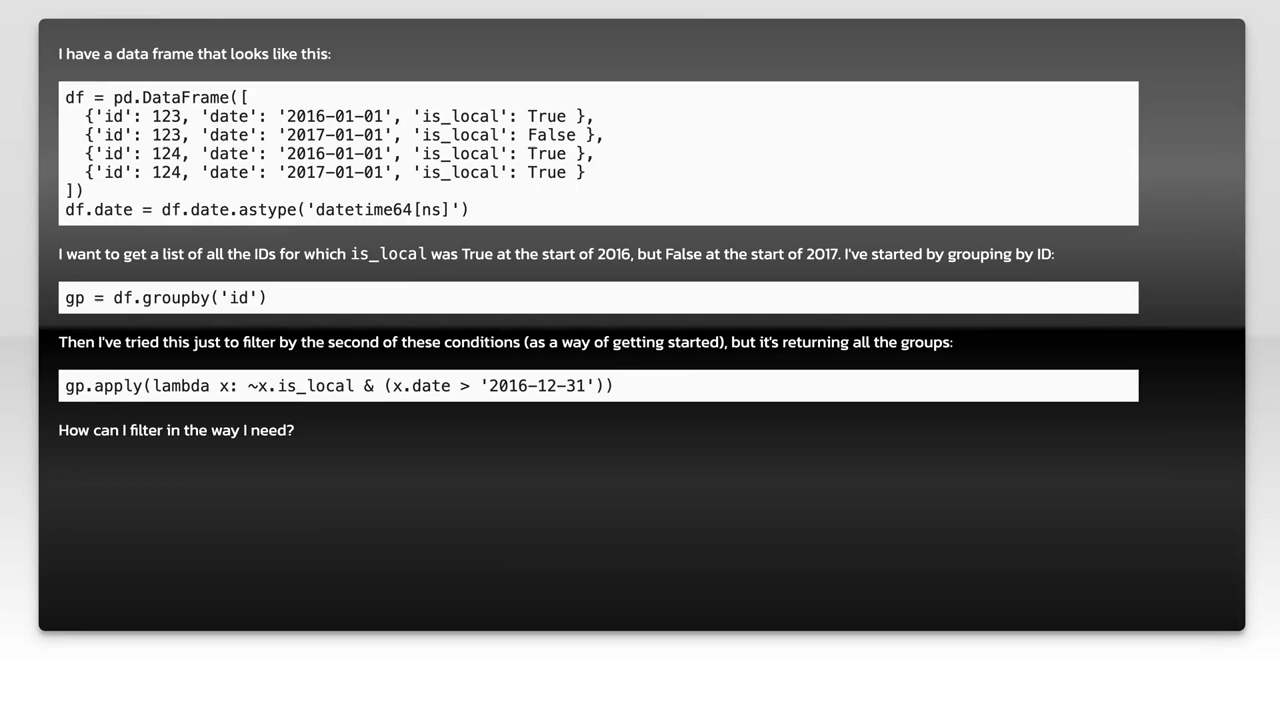 I have a data frame that looks like this:
df = pd.DataFrame([
  {'id': 123, 'date': '2016-01-01', 'is_local': True },
  {'id': 123, 'date': '2017-01-01', 'is_local': False },
  {'id': 124, 'date': '2016-01-01', 'is_local': True },
  {'id': 124, 'date': '2017-01-01', 'is_local': True }
])
df.date = df.date.astype('datetime64[ns]')
I want to get a list of all the IDs for which is_local was True at the start of 2016, but False at the start of 2017. I've started by grouping by ID:
gp = df.groupby('id')
Then I've tried this just to filter by the second of these conditions (as a way of getting started), but it's returning all the groups:
gp.apply(lambda x: ~x.is_local & (x.date > '2016-12-31'))
How can I filter in the way I need?